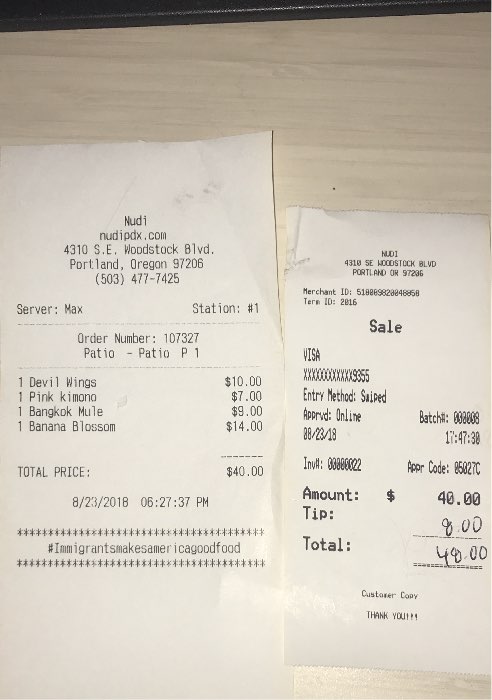 Nudi
nudipdx.com
4310 S.E. Woodstock Blvd.
Portland, Oregon 97206
(503) 477-7425
Server: Max Station: #1
Order Number: 107327
Patio - Patio P 1
1 Devil Wings $10.00
1 Pink kimono $7.00
1 Bangkok Mule $9.00
1 Banana Blossom $14.00
-------
TOTAL PRICE: $40.00
8/23/2018 06:27:37 PM
************************************
#Immigrantsmakesamericagoodfood
************************************
NUDI
4310 SE WOODSTOCK BLVD
PORTLAND OR 97206
Merchant ID:
Term ID: 2016
Sale
VISA
XXXXXXXXXXXX9355
Entry Method: Swiped
Apprvd: Online Batch#: 000008
08/23/18 17:47:30
Inv#: 00000022 Appr Code: 05027C
Amount: $ 40.00
Tip: 8.00
Total: 48.00
Customer Copy
THANK YOU!!!